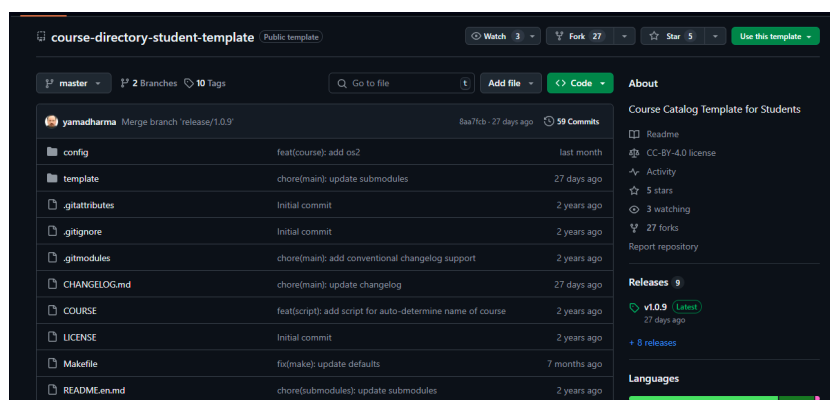 course-directory-student-template Public template Watch 3 Fork 27 Star 5 Use this template
master 2 Branches 10 Tags Go to file t Add file Code
yamadharma Merge branch 'release/1.0.9' 8aa7fcb · 27 days ago 59 Commits
config feat(course): add os2 last month
template chore(main): update submodules 27 days ago
.gitattributes Initial commit 2 years ago
.gitignore Initial commit 2 years ago
.gitmodules chore(main): add conventional changelog support 2 years ago
CHANGELOG.md chore(main): update changelog 27 days ago
COURSE feat(script): add script for auto-determine name of course 2 years ago
LICENSE Initial commit 2 years ago
Makefile fix(make): update defaults 7 months ago
README.en.md chore(submodules): update submodules 2 years ago
About
Course Catalog Template for Students
Readme
CC-BY-4.0 license
Activity
5 stars
3 watching
27 forks
Report repository
Releases 9
v1.0.9 Latest
27 days ago
+ 8 releases
Languages